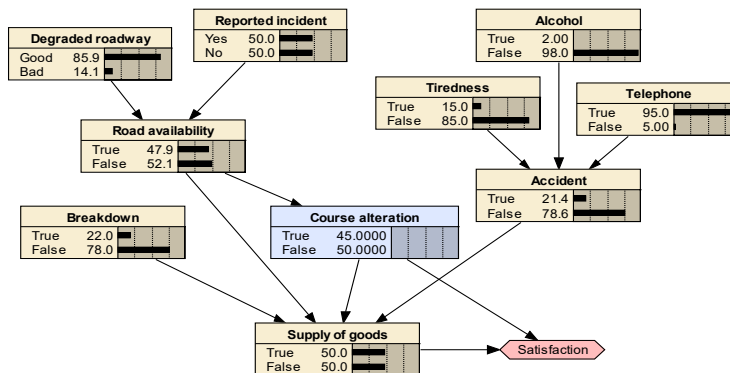 Reported incident
Yes 50.0
No 50.0
Alcohol
True 2.00
False 98.0
Degraded roadway
Good 85.9
Bad 14.1
Tiredness
True 15.0
False 85.0
Telephone
True 95.0
False 5.00
Road availability
True 47.9
False 52.1
Accident
True 21.4
False 78.6
Breakdown
True 22.0
False 78.0
Course alteration
True 45.0000
False 50.0000
Supply of goods
True 50.0
False 50.0
Satisfaction